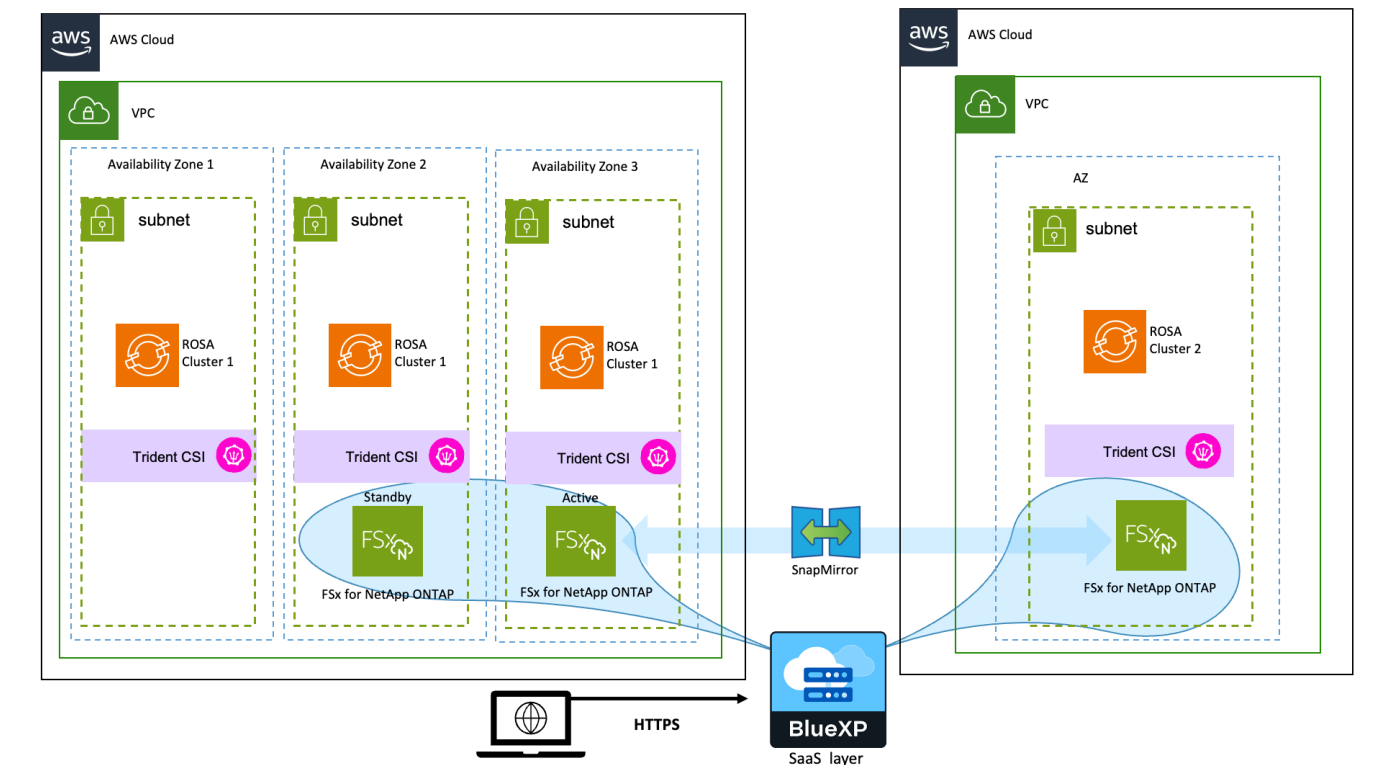 aws
AWS Cloud
VPC
Availability Zone 1
subnet
ROSA
Cluster 1
Trident CSI
Availability Zone 2
subnet
ROSA
Cluster 1
Trident CSI
Standby
FSx
N
FSx for NetApp ONTAP
Availability Zone 3
subnet
ROSA
Cluster 1
Trident CSI
Active
FSx
N
FSx for NetApp ONTAP
SnapMirror
aws
AWS Cloud
VPC
AZ
subnet
ROSA
Cluster 2
Trident CSI
FSx
N
FSx for NetApp ONTAP
HTTPS
BlueXP
SaaS layer